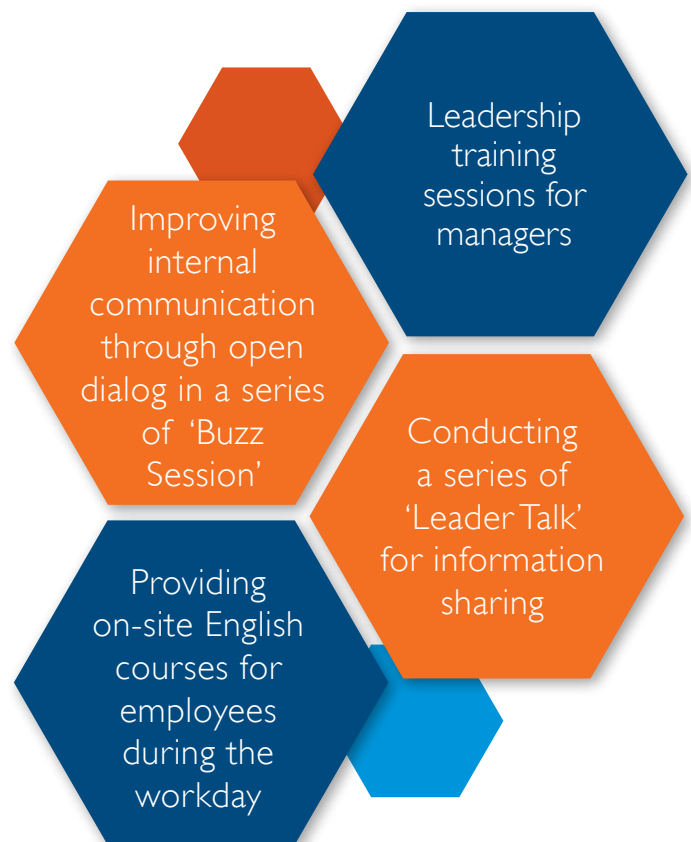 Leadership
training
sessions for
managers
Improving
internal
communication
through open
dialog in a series
of ‘Buzz
Session’
Conducting
a series of
‘Leader Talk’
for information
sharing
Providing
on-site English
courses for
employees
during the
workday